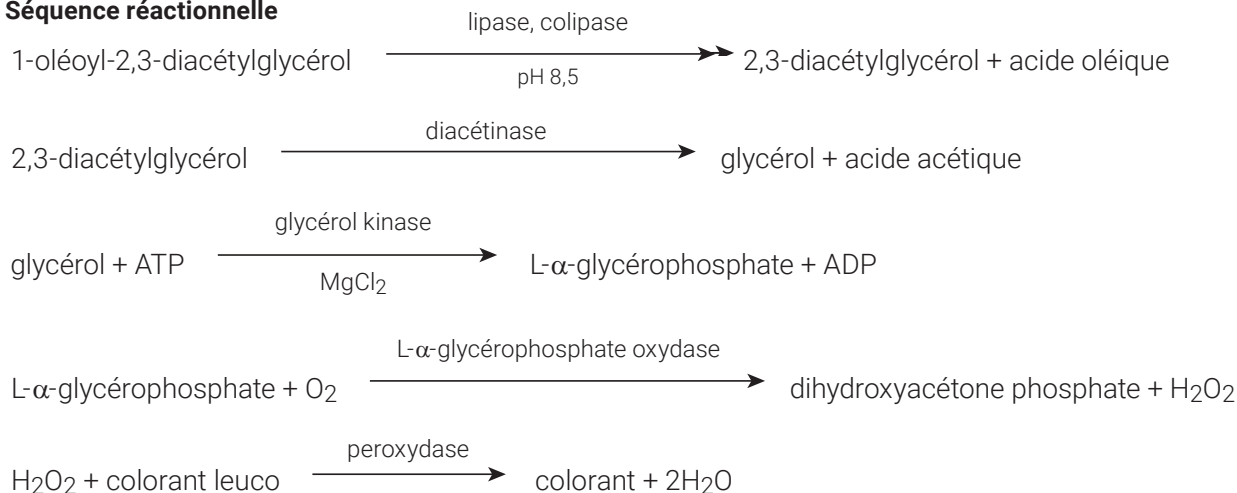 Séquence réactionnelle
lipase, colipase
1-oléoyl-2,3-diacétylglycérol
2,3-diacétylglycérol + acide oléique
pH 8,5
diacétinase
2,3-diacétylglycérol
glycérol + acide acétique
glycérol kinase
glycérol + ATP
L-α-glycérophosphate + ADP
MgCl2
L-α-glycérophosphate oxydase
L-α-glycérophosphate + O2
dihydroxyacétone phosphate + H2O2
peroxydase
H2O2 + colorant leuco
colorant + 2H2O